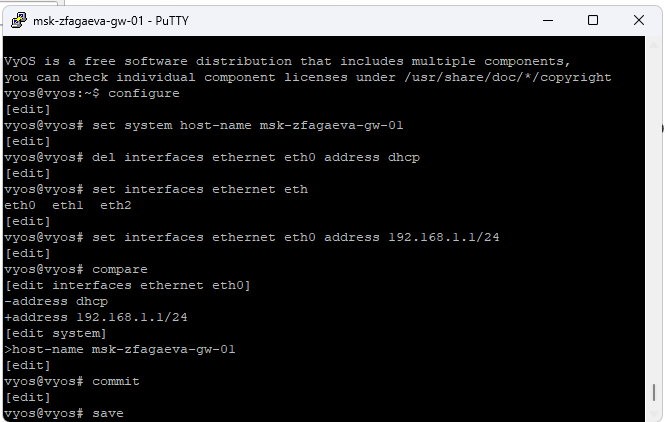 msk-zfagaeva-gw-01 - PuTTY
VyOS is a free software distribution that includes multiple components,
you can check individual component licenses under /usr/share/doc/*/copyright
vyos@vyos:~$ configure
[edit]
vyos@vyos# set system host-name msk-zfagaeva-gw-01
[edit]
vyos@vyos# del interfaces ethernet eth0 address dhcp
[edit]
vyos@vyos# set interfaces ethernet eth
eth0  eth1  eth2
[edit]
vyos@vyos# set interfaces ethernet eth0 address 192.168.1.1/24
[edit]
vyos@vyos# compare
[edit interfaces ethernet eth0]
-address dhcp
+address 192.168.1.1/24
[edit system]
>host-name msk-zfagaeva-gw-01
[edit]
vyos@vyos# commit
[edit]
vyos@vyos# save